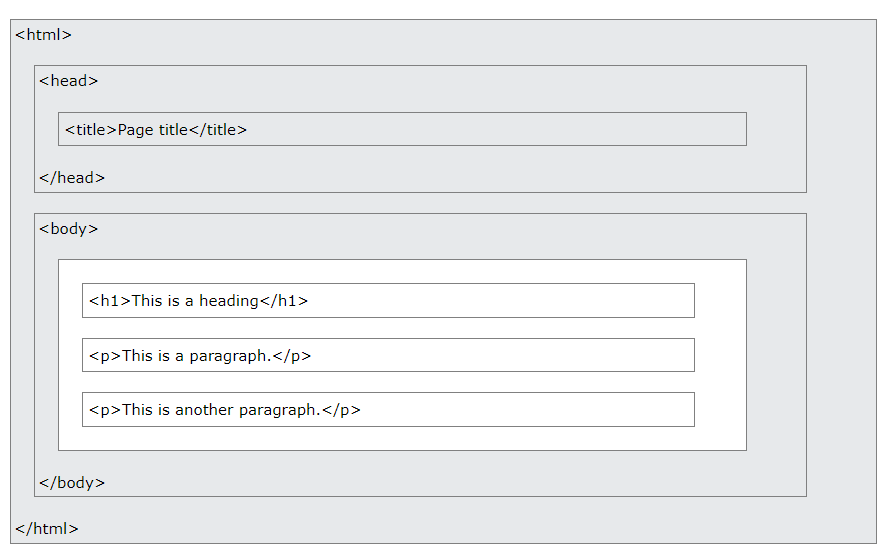 <html>
<head>
<title>Page title</title>
</head>
<body>
<h1>This is a heading</h1>
<p>This is a paragraph.</p>
<p>This is another paragraph.</p>
</body>
</html>